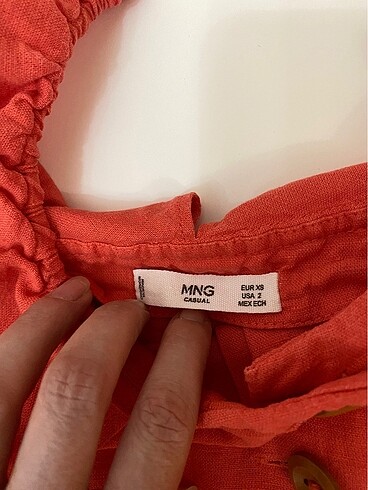 MNG
CASUAL
EUR XS
USA 2
MEX ECH